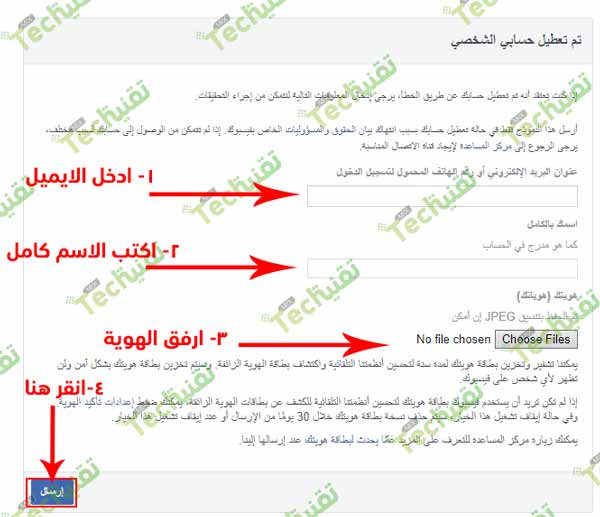 تم تعطيل حسابي الشخصي
إذا كنت تعتقد أنه تم تعطيل حسابك عن طريق الخطأ، يرجى إدخال المعلومات التالية لنتمكن من إجراء التحقيقات.
أرسل هذا النموذج فقط في حالة تعطيل حسابك بسبب انتهاك بيان الحقوق والمسؤوليات الخاص بفيسبوك. إذا لم تتمكن من الوصول إلى حسابك لسبب مختلف،
يرجى الرجوع إلى مركز المساعدة لإيجاد قناة الاتصال المناسبة.
عنوان البريد الإلكتروني أو رقم الهاتف المحمول لتسجيل الدخول
١- ادخل الايميل
اسمك بالكامل
كما هو مدرج في الحساب
٢- اكتب الاسم كامل
هويتك (هوياتك)
تم الحفظ بتنسيق JPEG إن أمكن
Choose Files No file chosen
٣- ارفق الهوية
يمكننا تشفير وتخزين بطاقة هويتك لمدة سنة لتحسين أنظمتنا التلقائية واكتشاف بطاقة الهوية الزائفة. وسيتم تخزين بطاقة هويتك بشكل آمن ولن
تظهر لأي شخص على فيسبوك.
إذا لم تكن تريد أن يستخدم فيسبوك بطاقة هويتك لتحسين أنظمتنا التلقائية للكشف عن بطاقات الهوية الزائفة، يمكنك ضبط إعدادات تأكيد الهوية.
وفي حالة إيقاف تشغيل هذا الخيار، سيتم حذف نسخة بطاقة هويتك خلال 30 يومًا من الإرسال أو عند إيقاف تشغيل هذا الخيار.
يمكنك زيارة مركز المساعدة للتعرف على المزيد عمّا يحدث لبطاقة هويتك عند إرسالها إلينا.
٤-انقر هنا
إرسال
تقنيتك
Tech